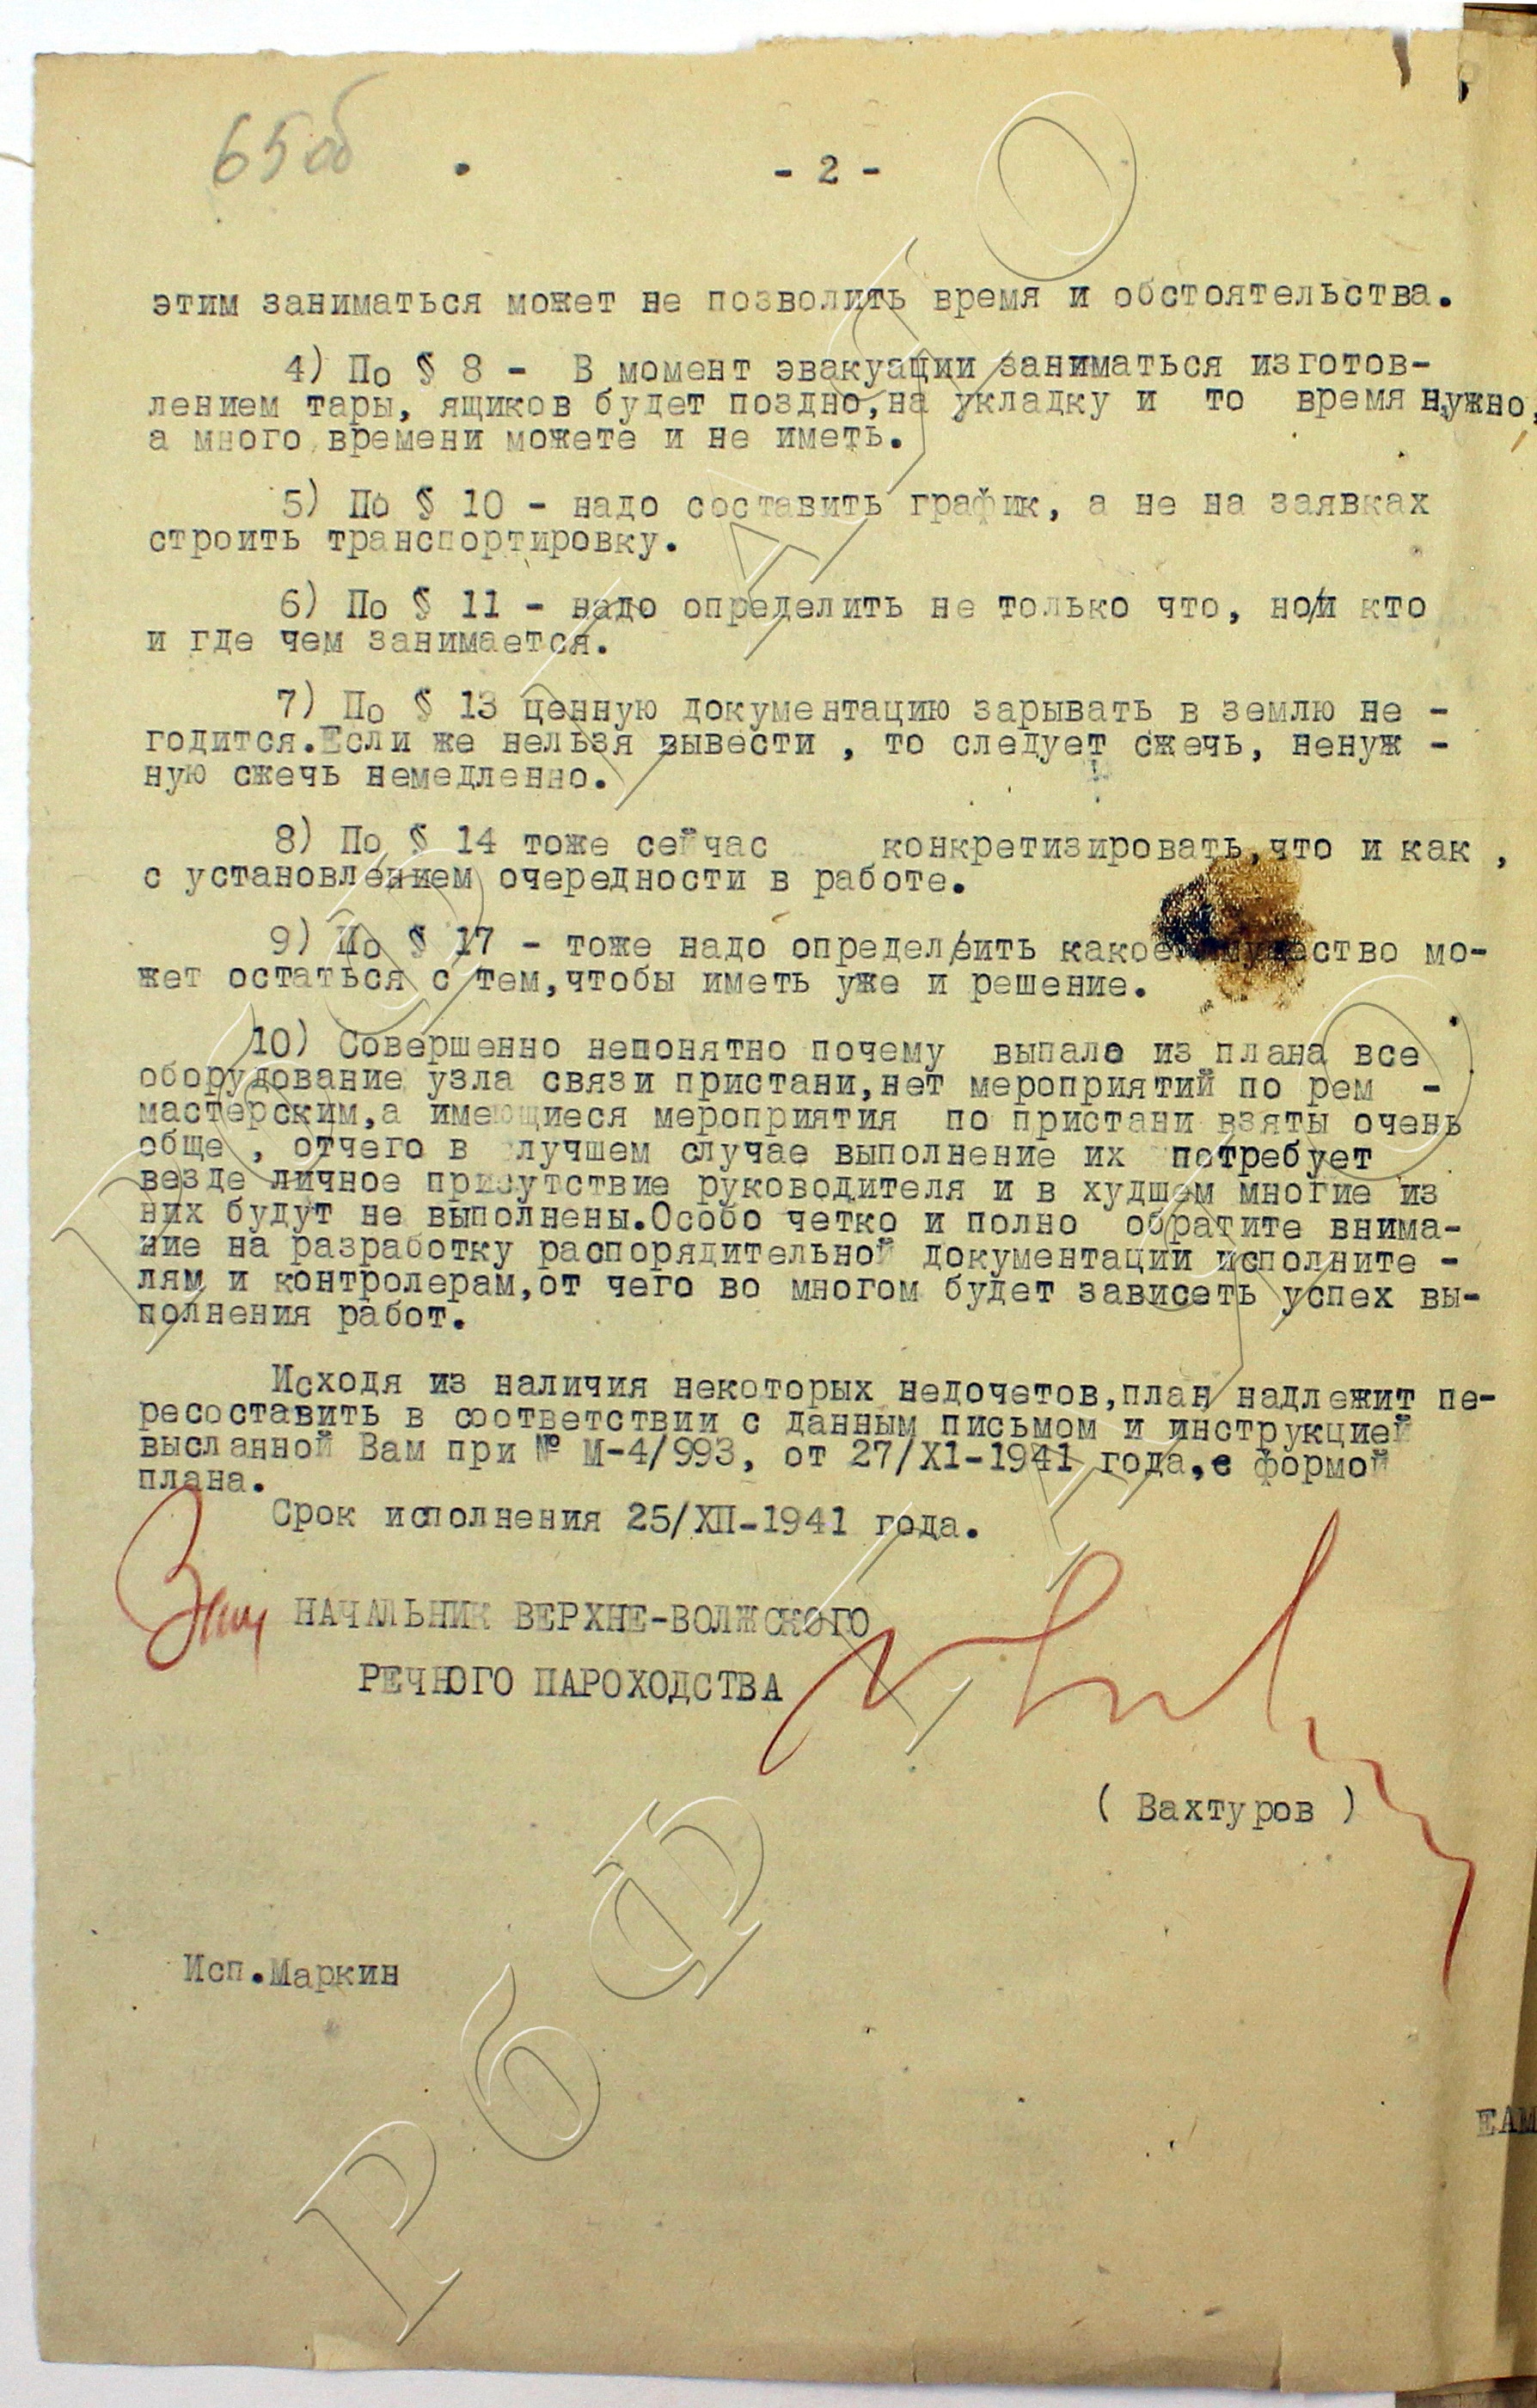 65об
- 2 -
этим заниматься может не позволить время и обстоятельства.
4) По § 8 - В момент эвакуации заниматься изготов-
лением тары, ящиков будет поздно,на укладку и то время нужно,
а много времени можете и не иметь.
5) По § 10 - надо составить график, а не на заявках
строить транспортировку.
6) По § 11 - надо определить не только что, но/и кто
и где чем занимается.
7) По § 13 ценную документацию зарывать в землю не -
годится.Если же нельзя вывести , то следует сжечь, ненуж -
ную сжечь немедленно.
8) По § 14 тоже сейчас конкретизировать,что и как ,
с установлением очередности в работе.
9) По § 17 - тоже надо определить какое имущество мо-
жет остаться с тем,чтобы иметь уже и решение.
10) Совершенно непонятно почему выпало из плана все
оборудование узла связи пристани,нет мероприятий по рем -
мастерским,а имеющиеся мероприятия по пристани взяты очень
обще , отчего в лучшем случае выполнение их потребует
везде личное присутствие руководителя и в худшем многие из
них будут не выполнены.Особо четко и полно обратите внима-
ние на разработку распорядительной документации исполните -
лям и контролерам,от чего во многом будет зависеть успех вы-
полнения работ.
Исходя из наличия некоторых недочетов,план надлежит пе-
ресоставить в соответствии с данным письмом и инструкцией
высланной Вам при № М-4/993, от 27/XI-1941 года,с формой
плана.
Срок исполнения 25/XII-1941 года.
Зам НАЧАЛЬНИК ВЕРХНЕ-ВОЛЖСКОГО
РЕЧНОГО ПАРОХОДСТВА
( Вахтуров )
Исп.Маркин
ЕАМ